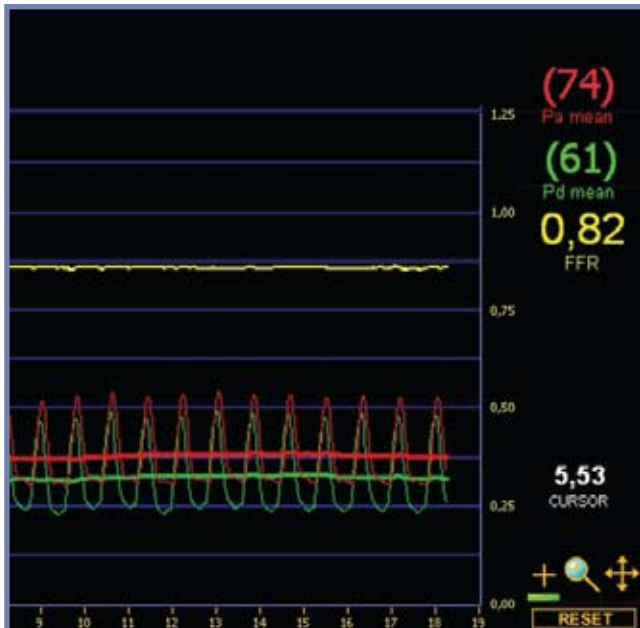 (74)
Pa mean
(61)
Pd mean
0,82
FFR
1,25
1,00
0,75
0,50
0,25
0,00
5,53
CURSOR
RESET
9 10 11 12 13 14 15 16 17 18 19